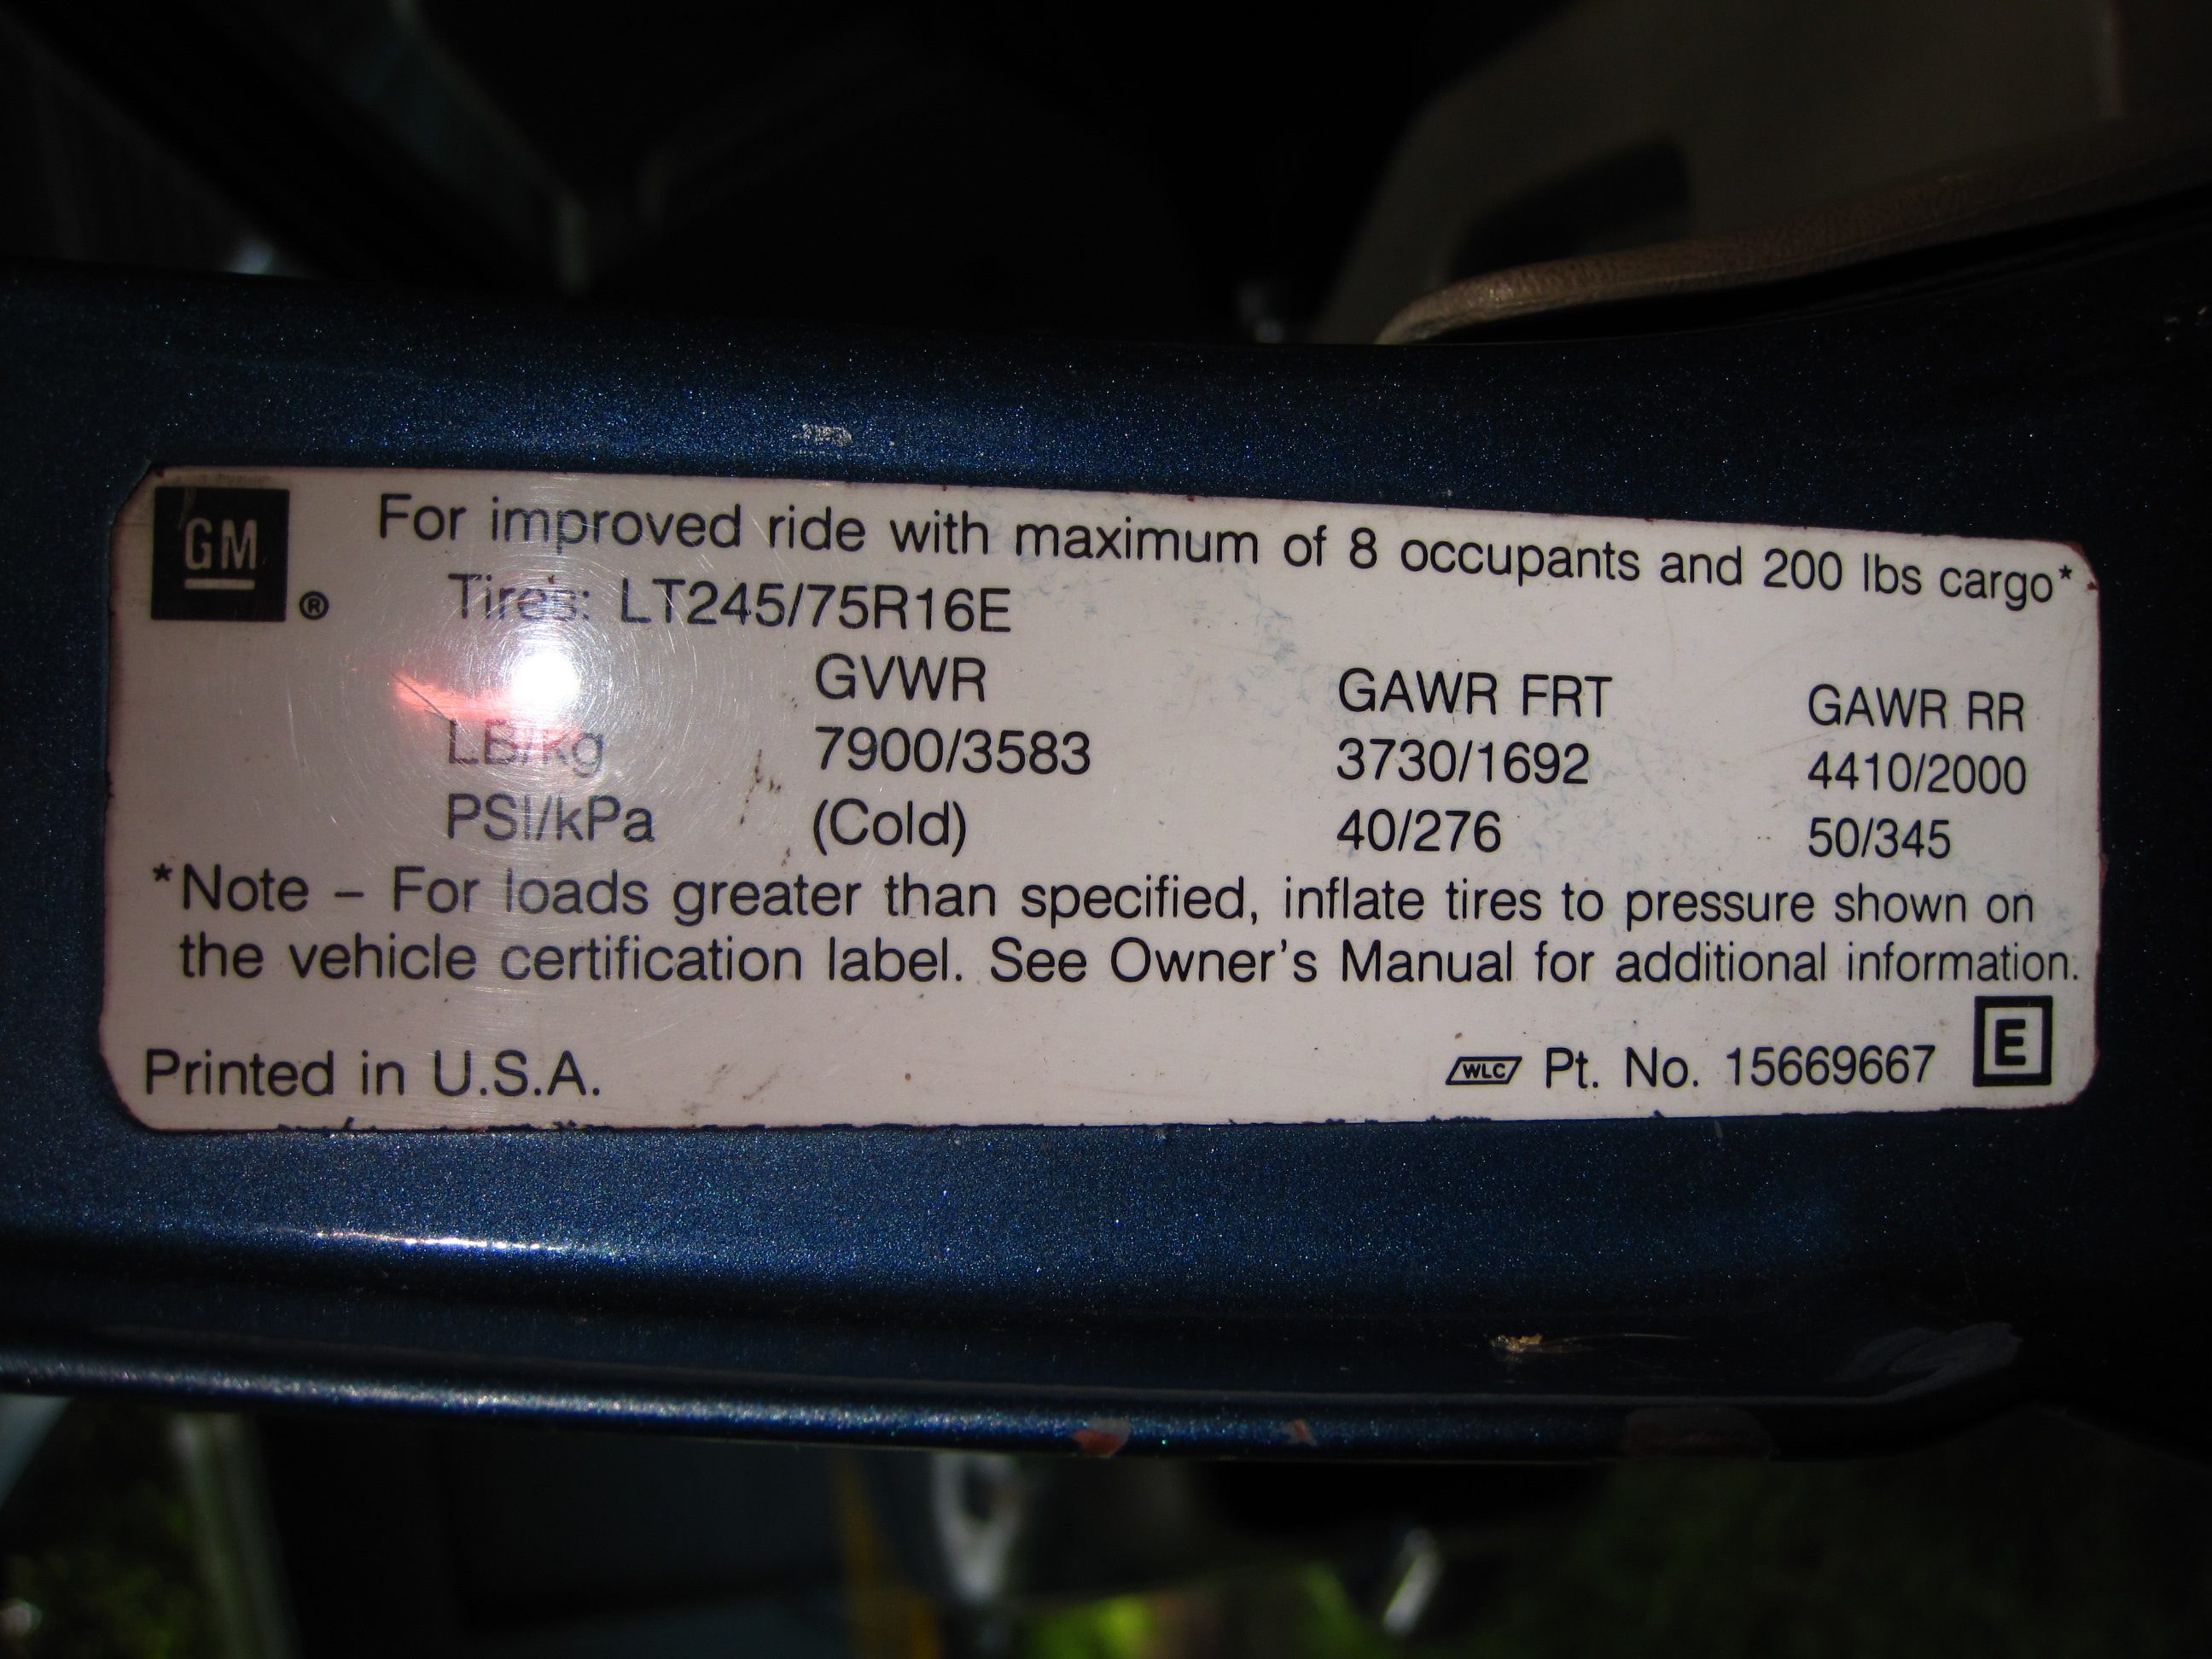 GM ®
For improved ride with maximum of 8 occupants and 200 lbs cargo*
Tires: LT245/75R16E
GVWR GAWR FRT GAWR RR
LB/kg 7900/3583 3730/1692 4410/2000
PSI/kPa (Cold) 40/276 50/345
*Note – For loads greater than specified, inflate tires to pressure shown on
the vehicle certification label. See Owner's Manual for additional information.
Printed in U.S.A. WLC Pt. No. 15669667 E